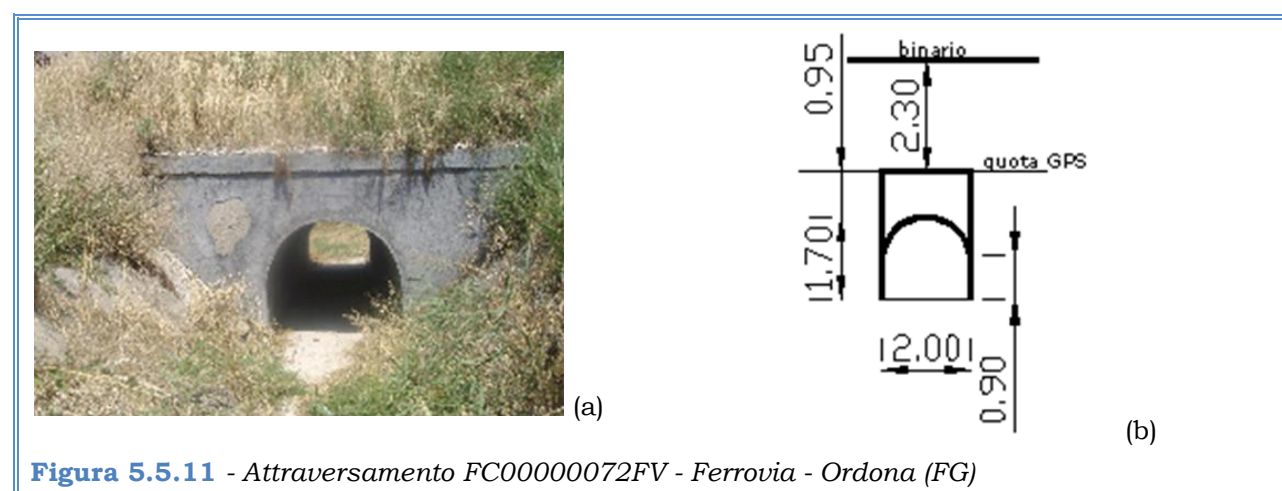 binario
0.95
2.30
quota GPS
1.70
2.00
0.90
(a)
(b)
Figura 5.5.11 - Attraversamento FC00000072FV - Ferrovia - Ordona (FG)